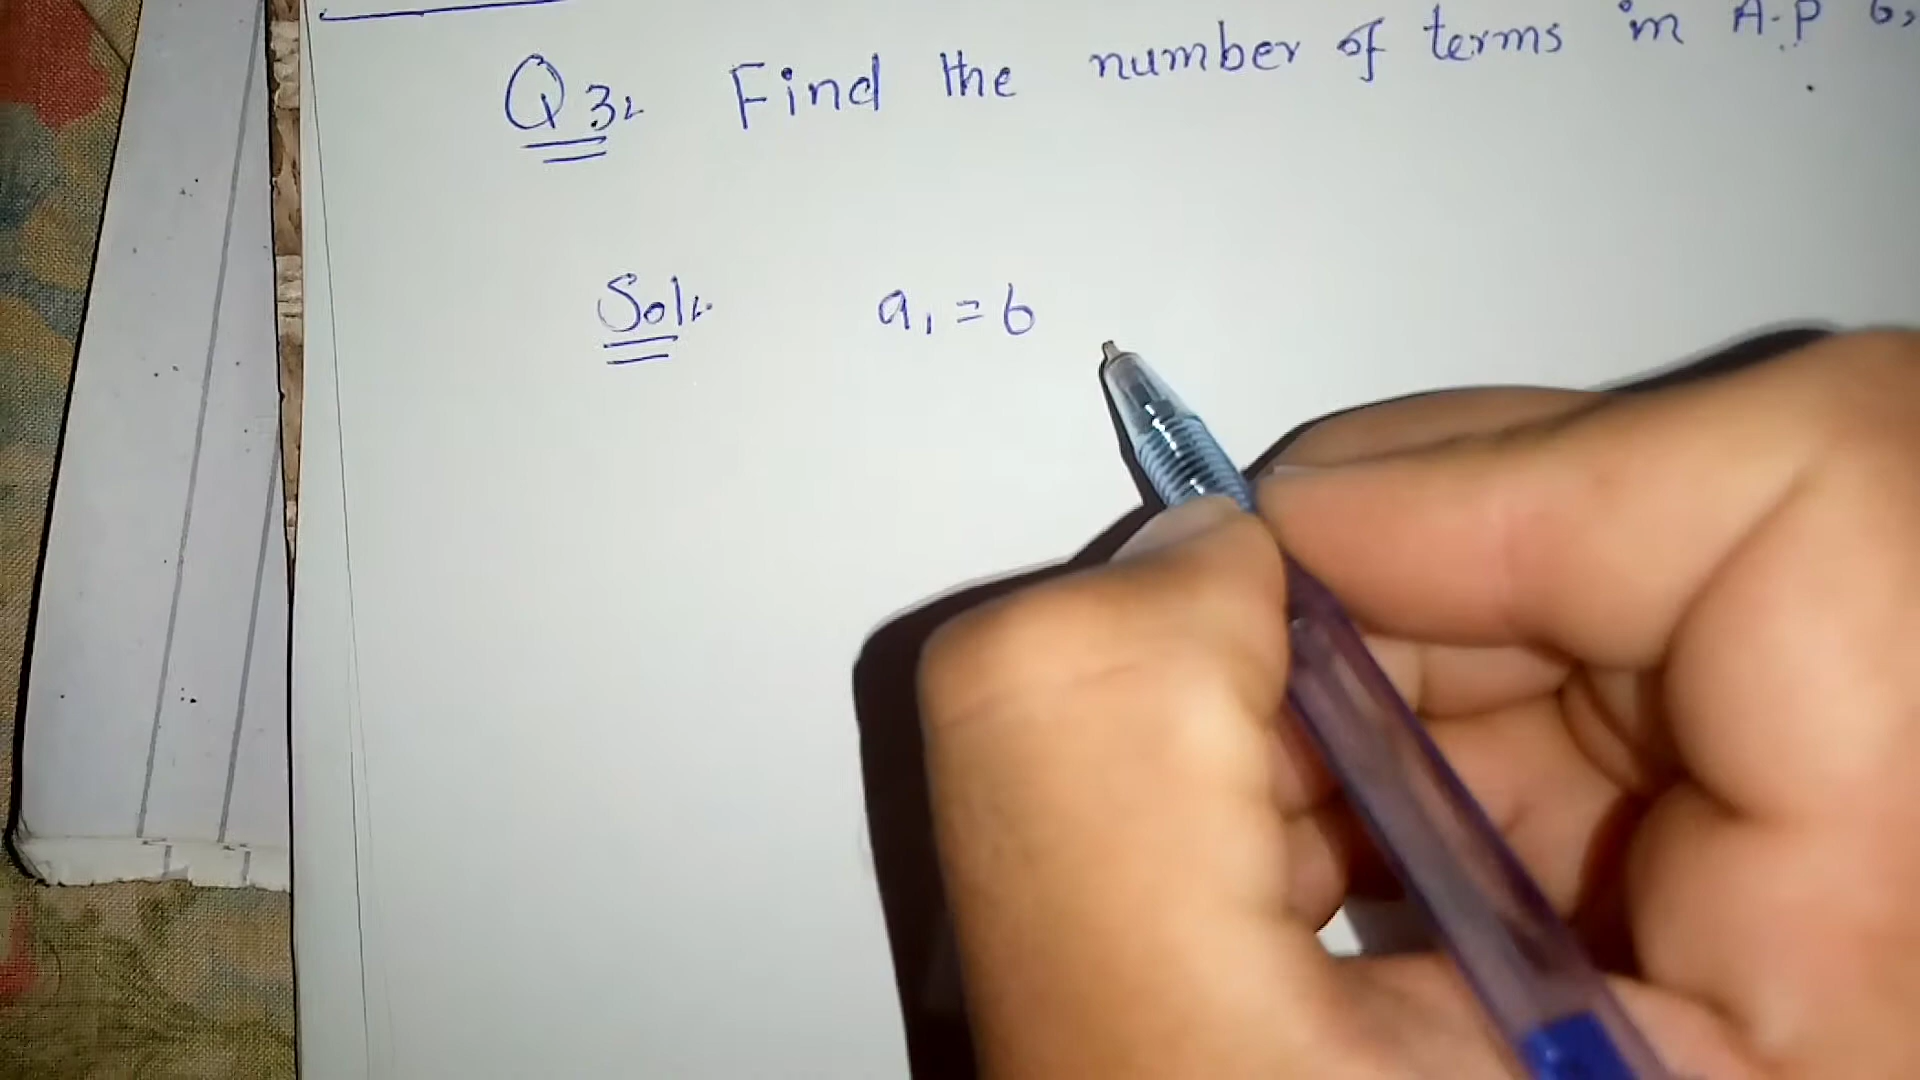 Q3:- Find the number of terms in A.P 6,
Sol:- a₁ = 6